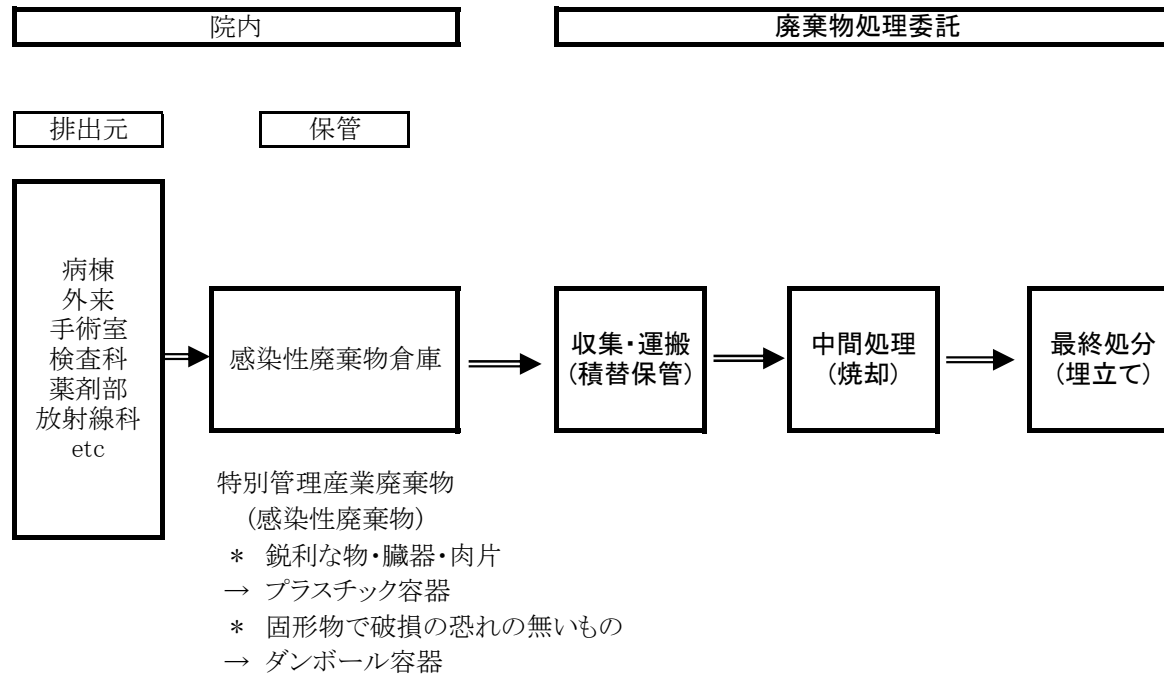 院内
廃棄物処理委託
排出元
保管
病棟
外来
手術室
検査科
薬剤部
放射線科
etc
感染性廃棄物倉庫
収集・運搬
(積替保管)
中間処理
(焼却)
最終処分
(埋立て)
特別管理産業廃棄物
(感染性廃棄物)
* 鋭利な物・臓器・肉片
→ プラスチック容器
* 固形物で破損の恐れの無いもの
→ ダンボール容器